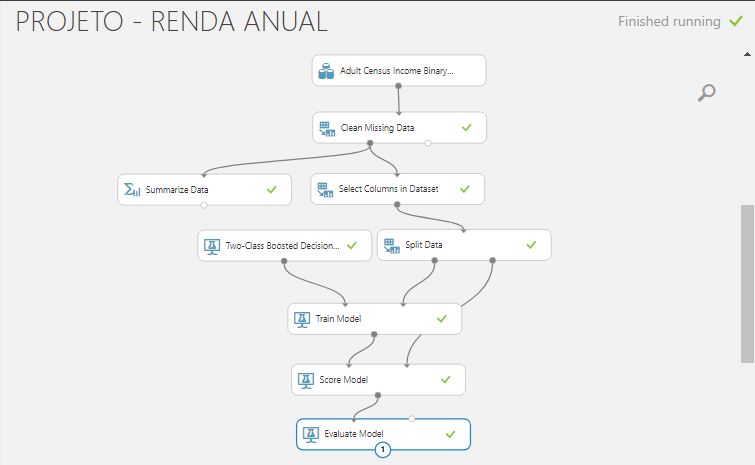 PROJETO - RENDA ANUAL
Finished running
Adult Census Income Binary...
Clean Missing Data
Summarize Data
Select Columns in Dataset
Two-Class Boosted Decision...
Split Data
Train Model
Score Model
Evaluate Model
1